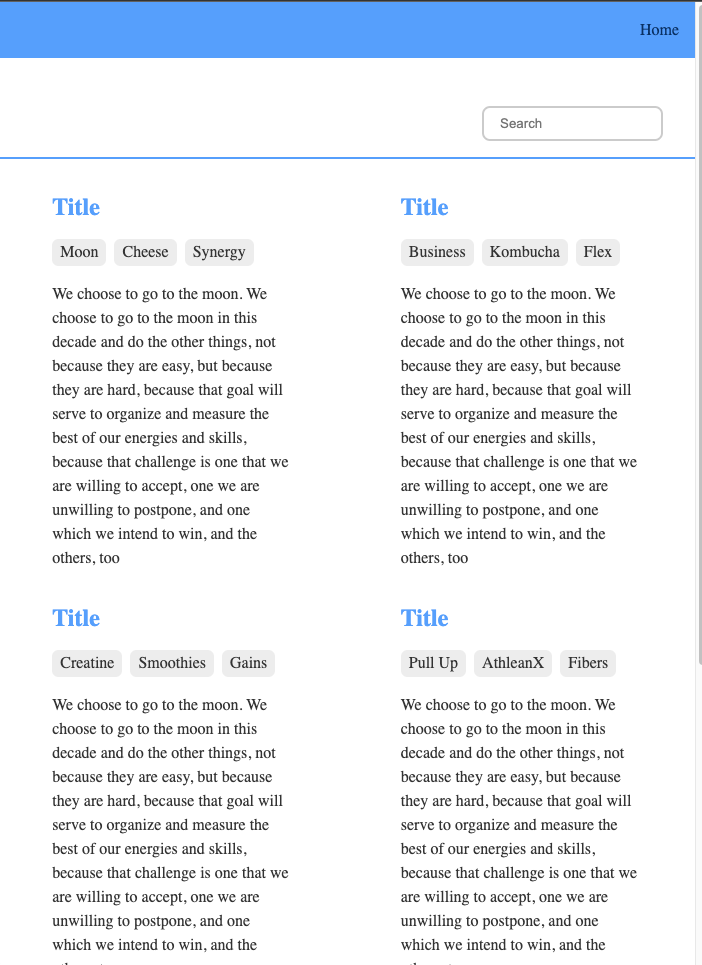 Home
Search
Title
Moon Cheese Synergy
We choose to go to the moon. We
choose to go to the moon in this
decade and do the other things, not
because they are easy, but because
they are hard, because that goal will
serve to organize and measure the
best of our energies and skills,
because that challenge is one that we
are willing to accept, one we are
unwilling to postpone, and one
which we intend to win, and the
others, too
Title
Business Kombucha Flex
We choose to go to the moon. We
choose to go to the moon in this
decade and do the other things, not
because they are easy, but because
they are hard, because that goal will
serve to organize and measure the
best of our energies and skills,
because that challenge is one that we
are willing to accept, one we are
unwilling to postpone, and one
which we intend to win, and the
others, too
Title
Creatine Smoothies Gains
We choose to go to the moon. We
choose to go to the moon in this
decade and do the other things, not
because they are easy, but because
they are hard, because that goal will
serve to organize and measure the
best of our energies and skills,
because that challenge is one that we
are willing to accept, one we are
unwilling to postpone, and one
which we intend to win, and the
Title
Pull Up AthleanX Fibers
We choose to go to the moon. We
choose to go to the moon in this
decade and do the other things, not
because they are easy, but because
they are hard, because that goal will
serve to organize and measure the
best of our energies and skills,
because that challenge is one that we
are willing to accept, one we are
unwilling to postpone, and one
which we intend to win, and the